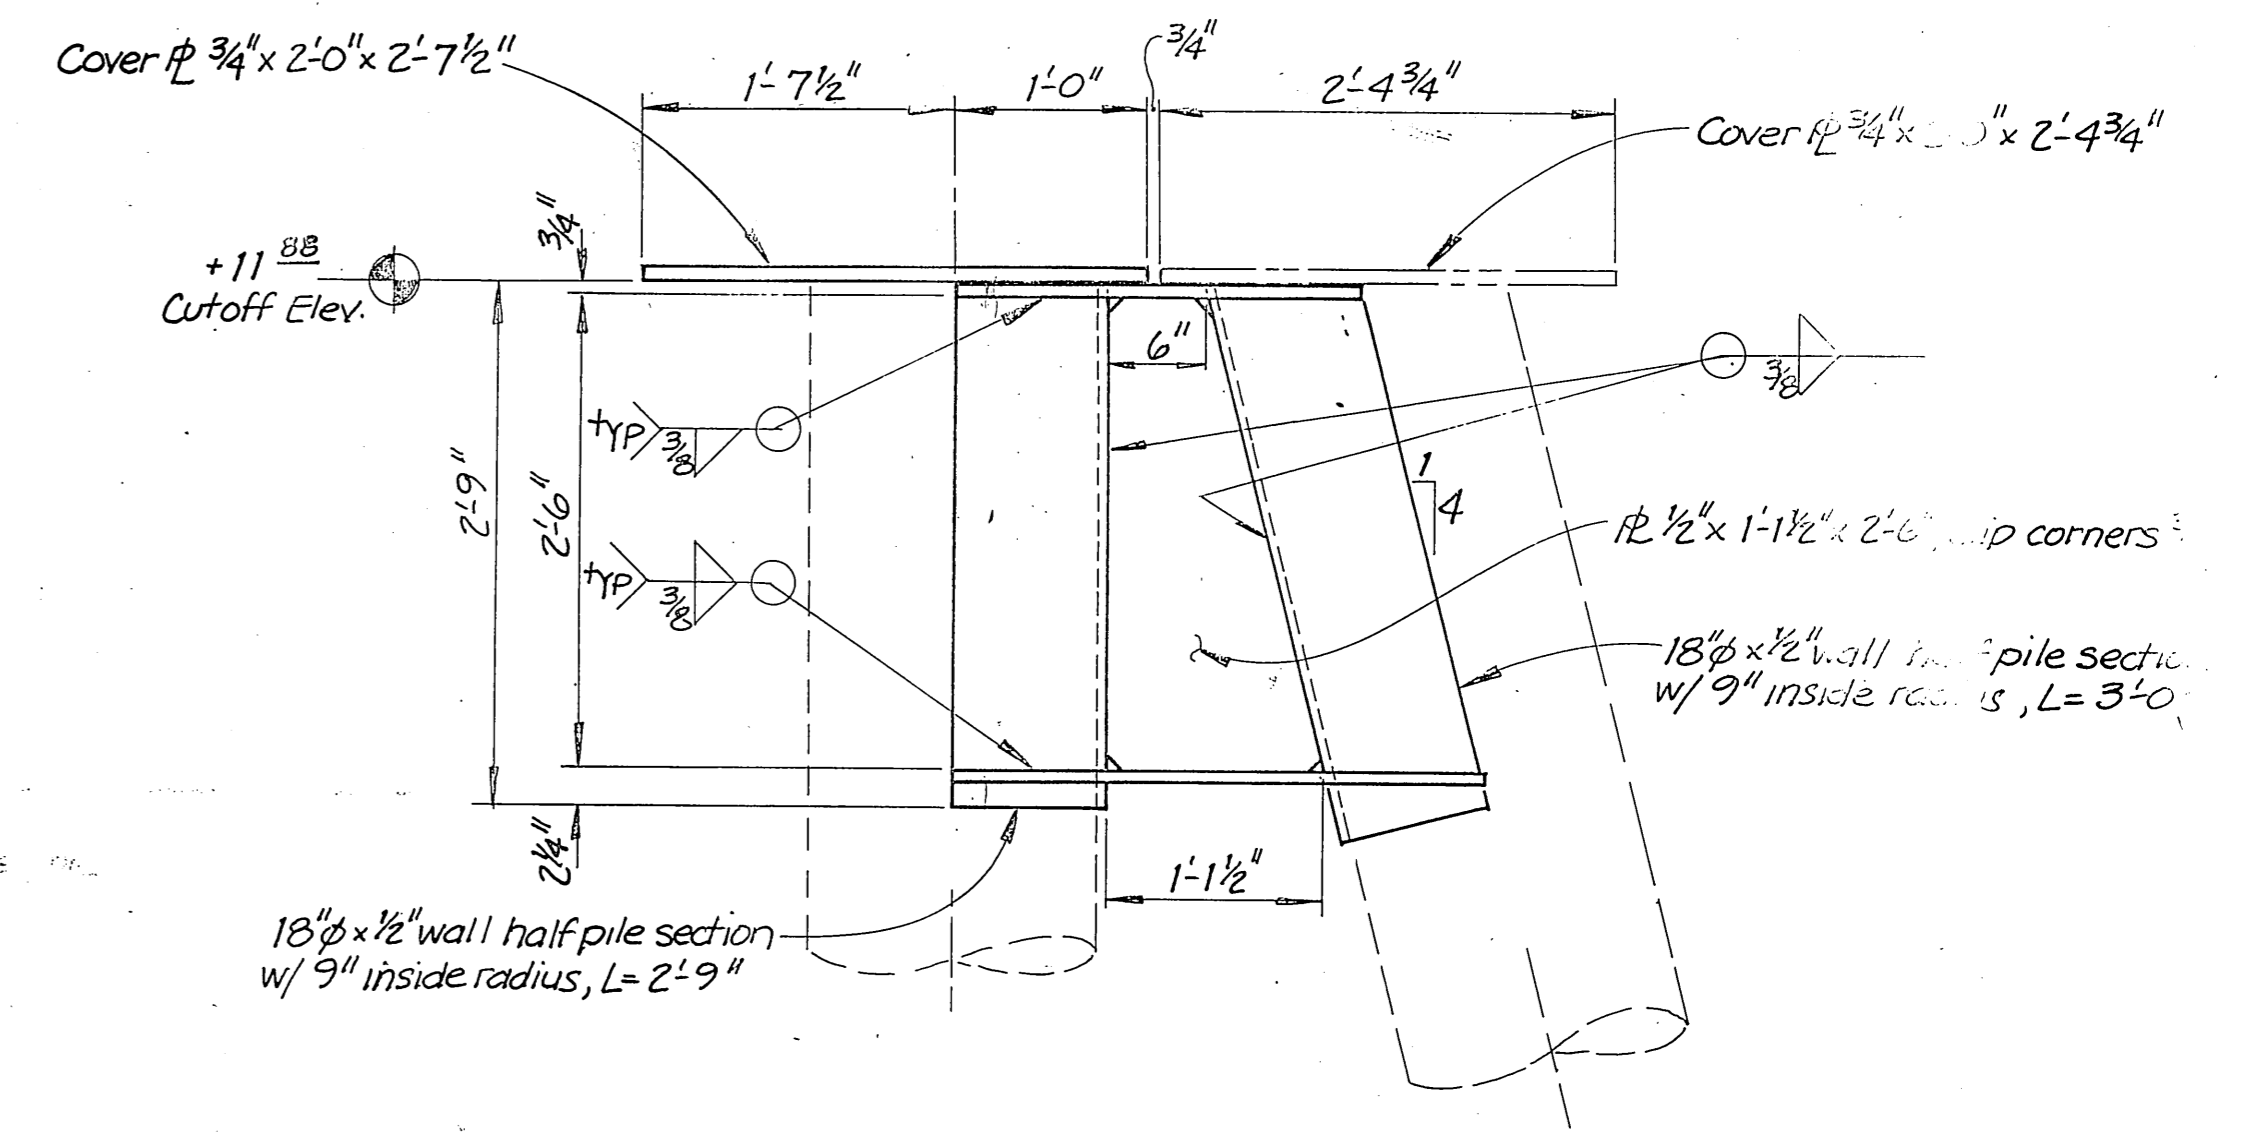 Cover ℄ 3/4" x 2'-0" x 2'-7 1/2"
1'-7 1/2"
1'-0"
3/4"
2'-4 3/4"
Cover ℄ 3/4" x 0" x 2'-4 3/4"
3/4"
+11 88
Cutoff Elev.
6"
3/8
typ
3/8
2'-9"
2'-6"
1
4
℄ 1/2" x 1'-1 1/2" x 2'-6", corners
typ
3/8
18"φ x 1/2" wall pile
w/ 9" inside, L= 3'-0
2 1/4"
1'-1 1/2"
18"φ x 1/2" wall half pile section
w/ 9" inside radius, L= 2'-9"